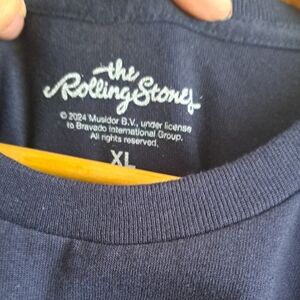 the
Rolling Stones
© 2024 Musidor B.V., under license
to Bravado International Group.
All rights reserved.
XL